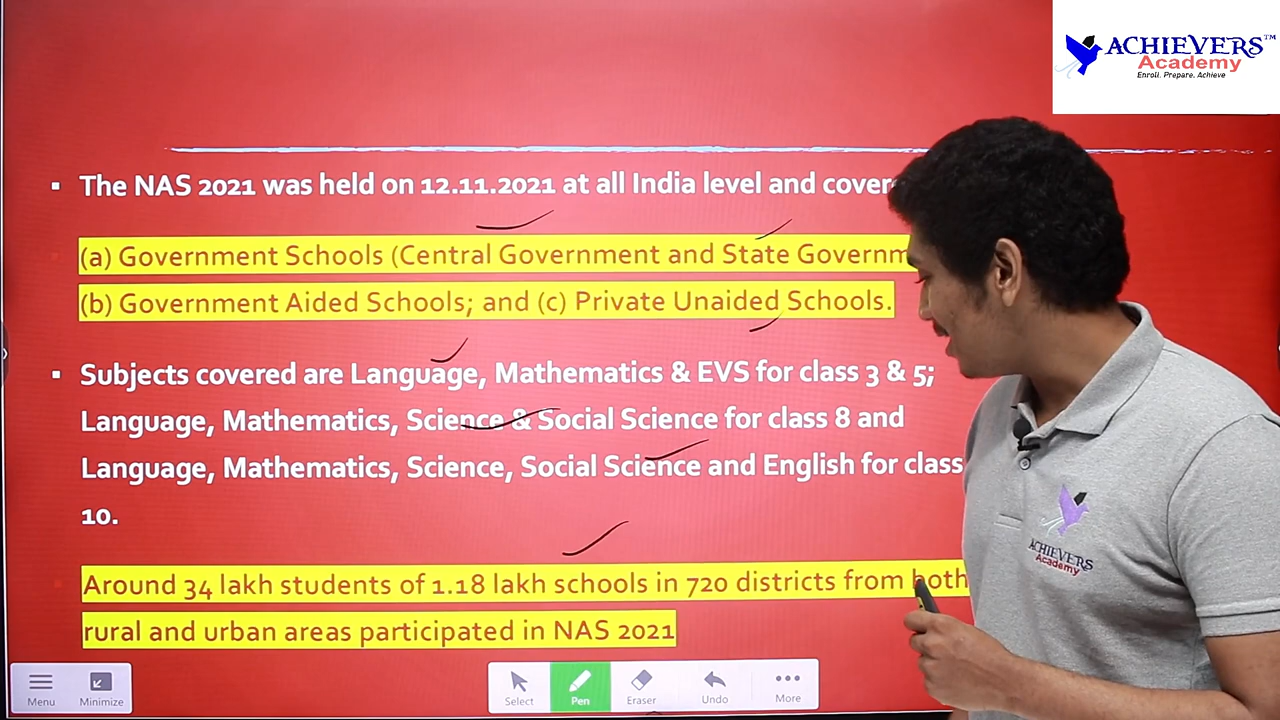 ACHIEVERS™
Academy
Enroll. Prepare. Achieve
▪ The NAS 2021 was held on 12.11.2021 at all India level and
(a) Government Schools (Central Government and State
(b) Government Aided Schools; and (c) Private Unaided Schools.
▪ Subjects covered are Language, Mathematics & EVS for class 3 & 5;
Language, Mathematics, Science & Social Science for class 8 and
Language, Mathematics, Science, Social Science and English for class
10.
Around 34 lakh students of 1.18 lakh schools in 720 districts from both
rural and urban areas participated in NAS 2021
ACHIEVERS
Academy
Menu
Minimize
Select
Pen
Eraser
Undo
More